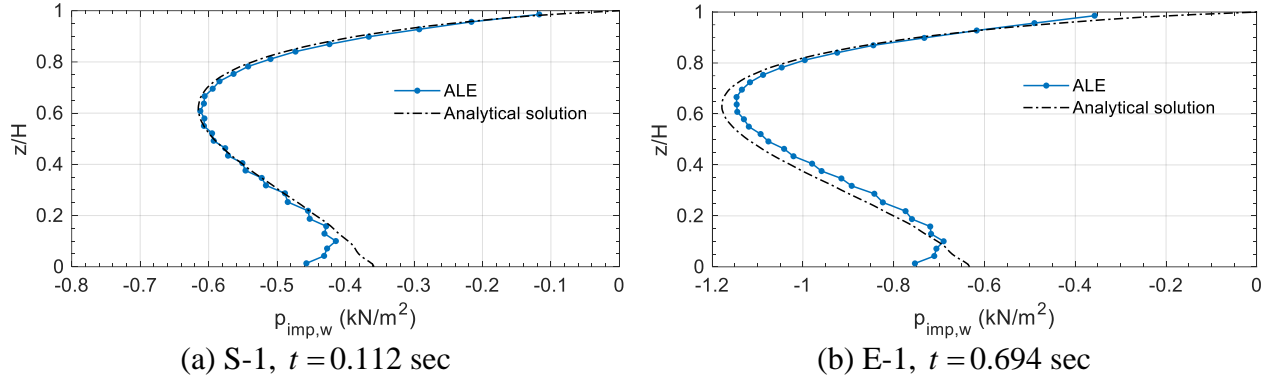 1
0.8
0.6
0.4
0.2
0
z/H
-0.8 -0.7 -0.6 -0.5 -0.4 -0.3 -0.2 -0.1 0
p_imp,w (kN/m²)
ALE
Analytical solution
(a) S-1, t = 0.112 sec
1
0.8
0.6
0.4
0.2
0
z/H
-1.2 -1 -0.8 -0.6 -0.4 -0.2 0
p_imp,w (kN/m²)
ALE
Analytical solution
(b) E-1, t = 0.694 sec